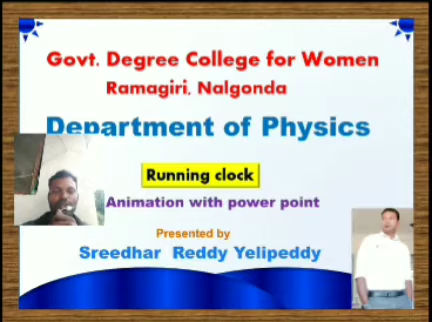 Govt. Degree College for Women
Ramagiri, Nalgonda
Department of Physics
Running clock
Animation with power point
Presented by
Sreedhar Reddy Yelipeddy